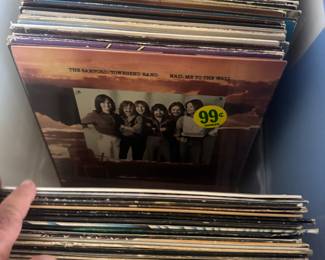 THE SANFORD/TOWNSEND BAND NAIL ME TO THE WALL
99¢